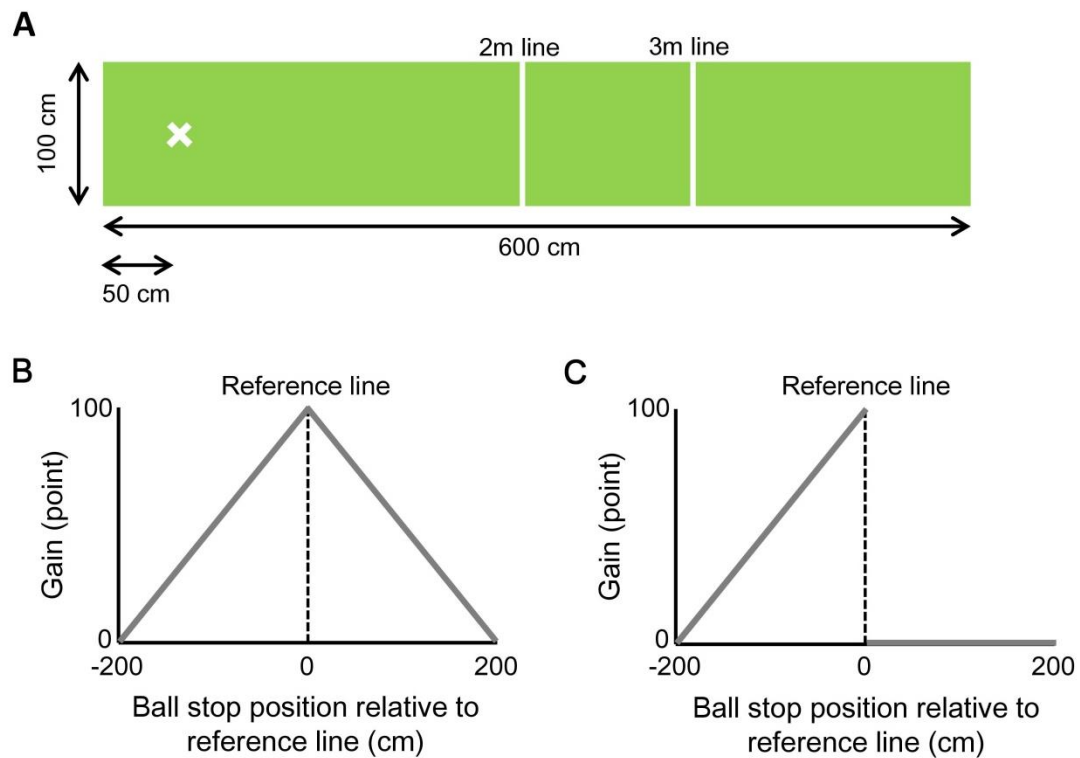 A
2m line
3m line
100 cm
600 cm
50 cm
B
Reference line
100
Gain (point)
0
-200
0
200
Ball stop position relative to
reference line (cm)
C
Reference line
100
Gain (point)
0
-200
0
200
Ball stop position relative to
reference line (cm)